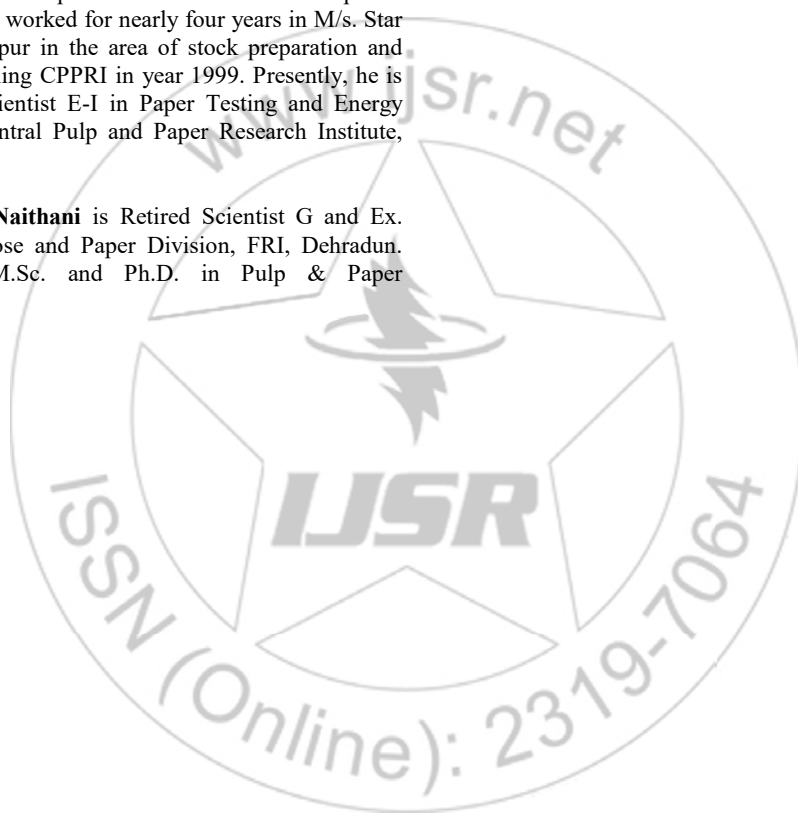 worked for nearly four years in M/s. Star
pur in the area of stock preparation and
ing CPPRI in year 1999. Presently, he is
ientist E-I in Paper Testing and Energy
ntral Pulp and Paper Research Institute,
Naithani is Retired Scientist G and Ex.
ose and Paper Division, FRI, Dehradun.
M.Sc. and Ph.D. in Pulp & Paper
www.ijsr.net
IJSR
ISSN (Online): 2319-7064